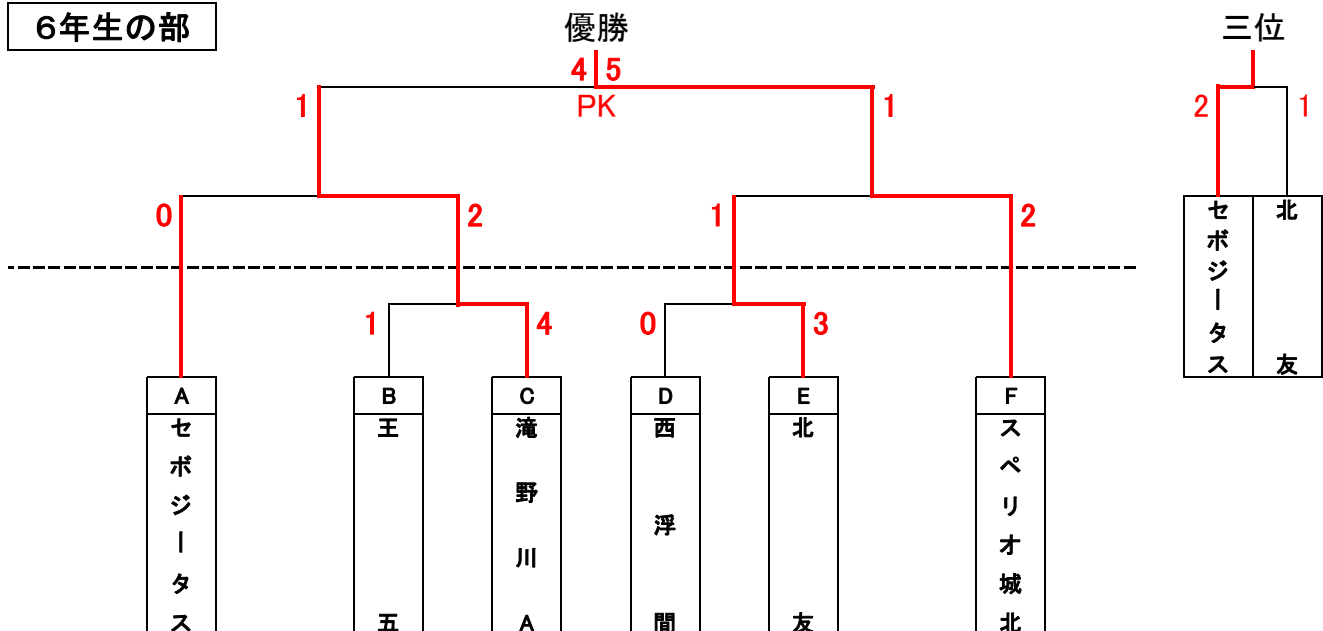 6年生の部
優勝
三位
4 5
PK
1 1
2 1
0 2 1 2
セボジータス
北友
1 4 0 3
A B C D E F
セボジータス
王五
滝野川A
西浮間
北友
スペリオ城北